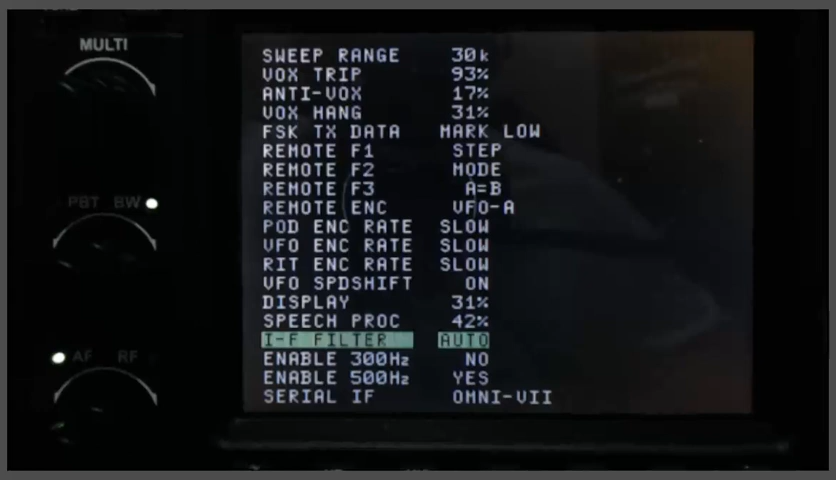 MULTI
SWEEP RANGE 30k
VOX TRIP 93%
ANTI-VOX 17%
VOX HANG 31%
FSK TX DATA MARK LOW
REMOTE F1 STEP
REMOTE F2 MODE
REMOTE F3 A=B
REMOTE ENC VFO-A
POD ENC RATE SLOW
VFO ENC RATE SLOW
RIT ENC RATE SLOW
VFO SPDSHIFT ON
DISPLAY 31%
SPEECH PROC 42%
I-F FILTER AUTO
ENABLE 300Hz NO
ENABLE 500Hz YES
SERIAL IF OMNI-VII
PBT BW
AF RF